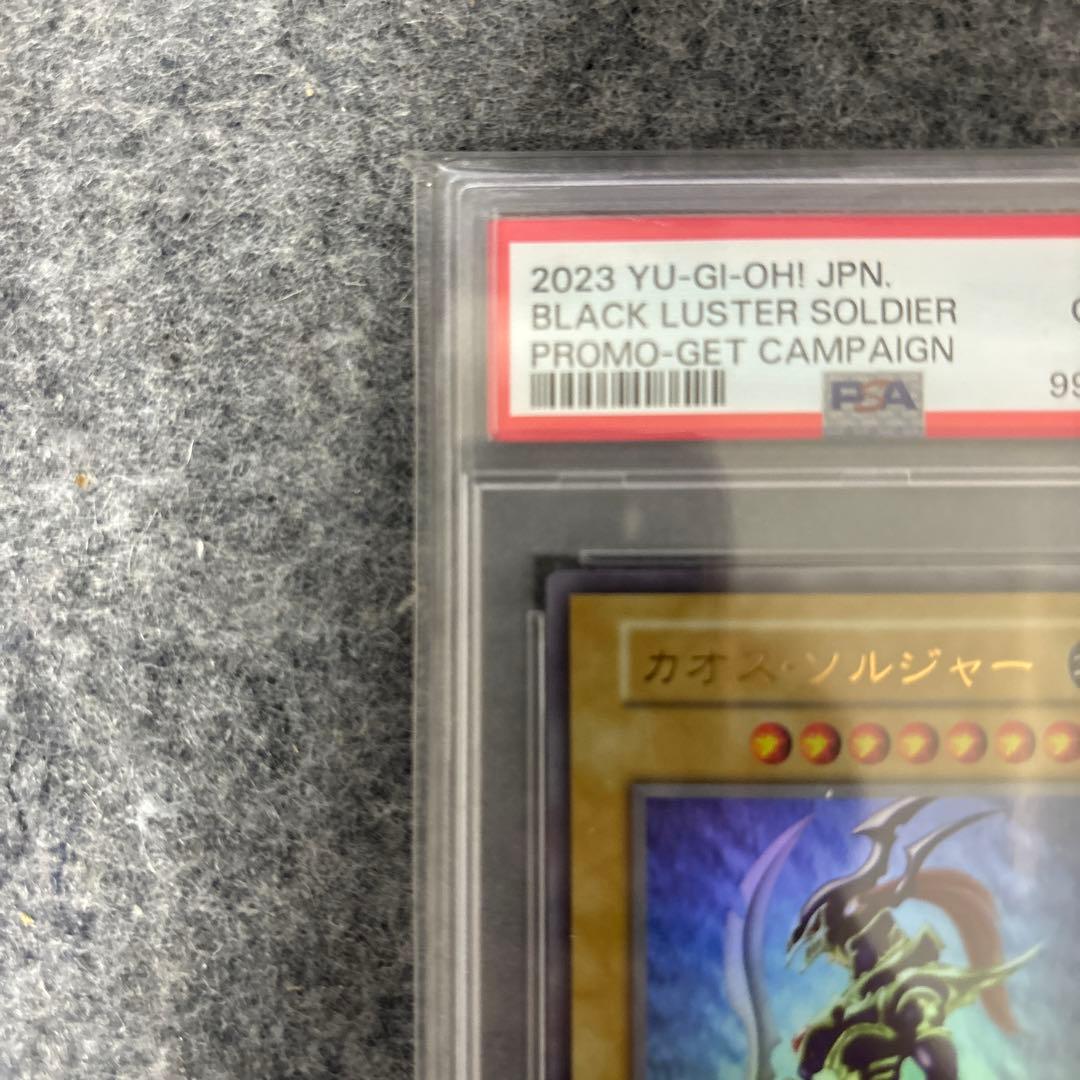 2023 YU-GI-OH! JPN.
BLACK LUSTER SOLDIER
PROMO-GET CAMPAIGN
PSA
99
カオス・ソルジャー